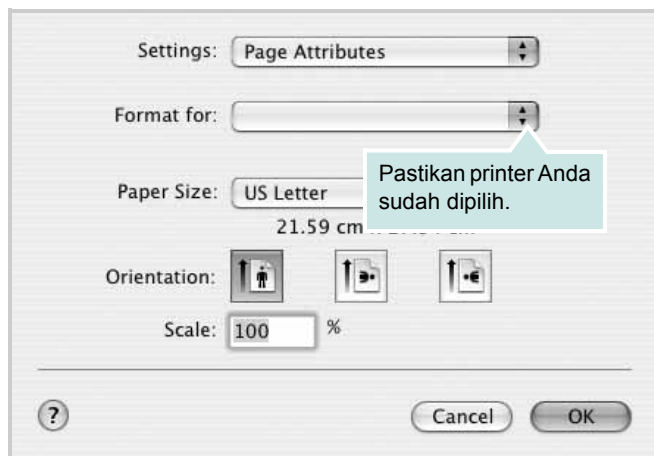 Settings: Page Attributes
Format for:
Pastikan printer Anda
sudah dipilih.
Paper Size: US Letter
21.59 cm
Orientation:
Scale: 100 %
? Cancel OK